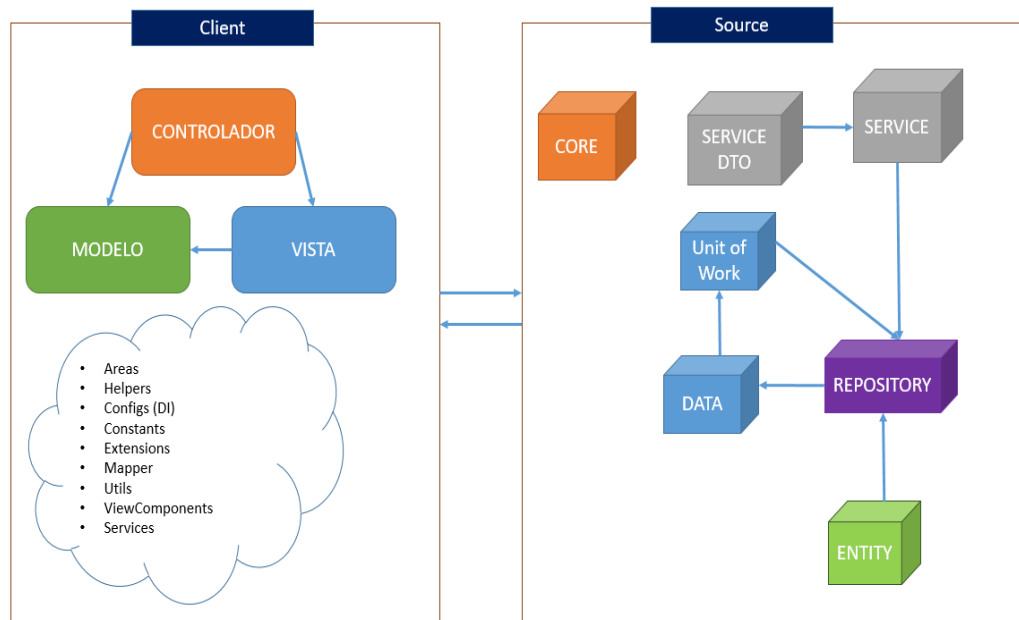 Client
CONTROLADOR
MODELO
VISTA
• Areas
• Helpers
• Configs (DI)
• Constants
• Extensions
• Mapper
• Utils
• ViewComponents
• Services
Source
CORE
SERVICE
DTO
SERVICE
Unit of
Work
DATA
REPOSITORY
ENTITY